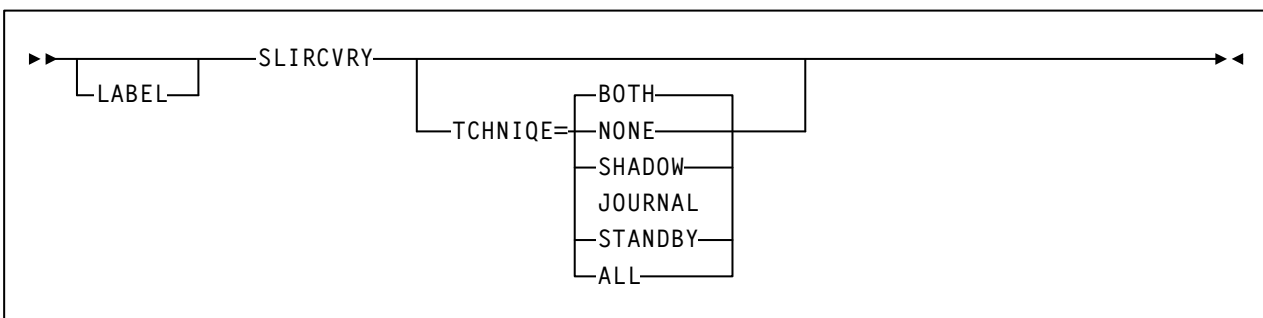 SLIRCVRY
LABEL
BOTH
TCHNIQE=
NONE
SHADOW
JOURNAL
STANDBY
ALL